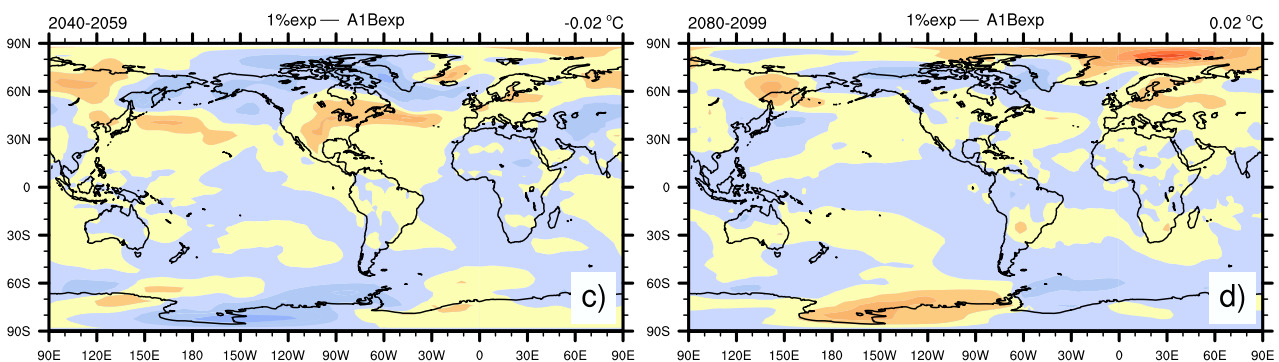 2040-2059 1%exp — A1Bexp -0.02 °C
90N
60N
30N
0
30S
60S
90S
c)
90E 120E 150E 180 150W 120W 90W 60W 30W 0 30E 60E 90E
2080-2099 1%exp — A1Bexp 0.02 °C
90N
60N
30N
0
30S
60S
90S
d)
90E 120E 150E 180 150W 120W 90W 60W 30W 0 30E 60E 90E